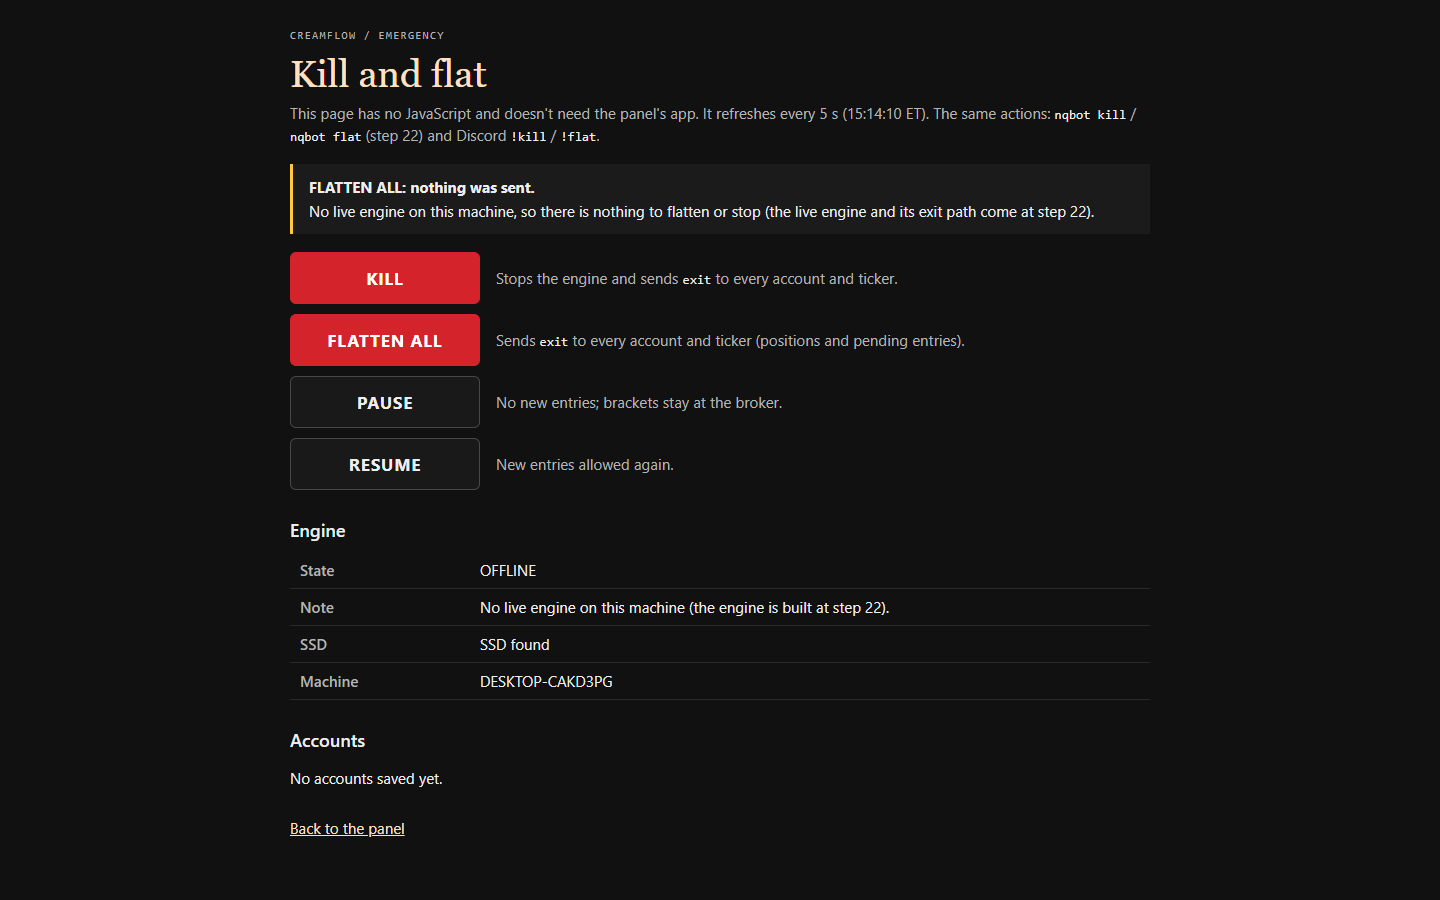 CREAMFLOW / EMERGENCY
Kill and flat
This page has no JavaScript and doesn't need the panel's app. It refreshes every 5 s (15:14:10 ET). The same actions: nqbot kill /
nqbot flat (step 22) and Discord !kill / !flat.
FLATTEN ALL: nothing was sent.
No live engine on this machine, so there is nothing to flatten or stop (the live engine and its exit path come at step 22).
KILL Stops the engine and sends exit to every account and ticker.
FLATTEN ALL Sends exit to every account and ticker (positions and pending entries).
PAUSE No new entries; brackets stay at the broker.
RESUME New entries allowed again.
Engine
State OFFLINE
Note No live engine on this machine (the engine is built at step 22).
SSD SSD found
Machine DESKTOP-CAKD3PG
Accounts
No accounts saved yet.
Back to the panel